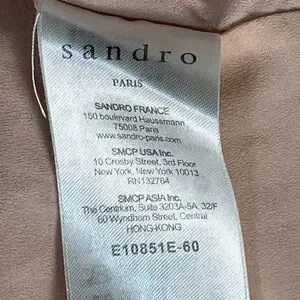 sandro
PARIS
SANDRO FRANCE
150 boulevard Haussmann
75008 Paris
www.sandro-paris.com
SMCP USA Inc.
10 Crosby Street, 3rd Floor
New York, New York 10013
RN132764
SMCP ASIA Inc.
The Centrium, Suite 3203A-5A, 32/F
60 Wyndham Street, Central
HONG-KONG
E10851E-60